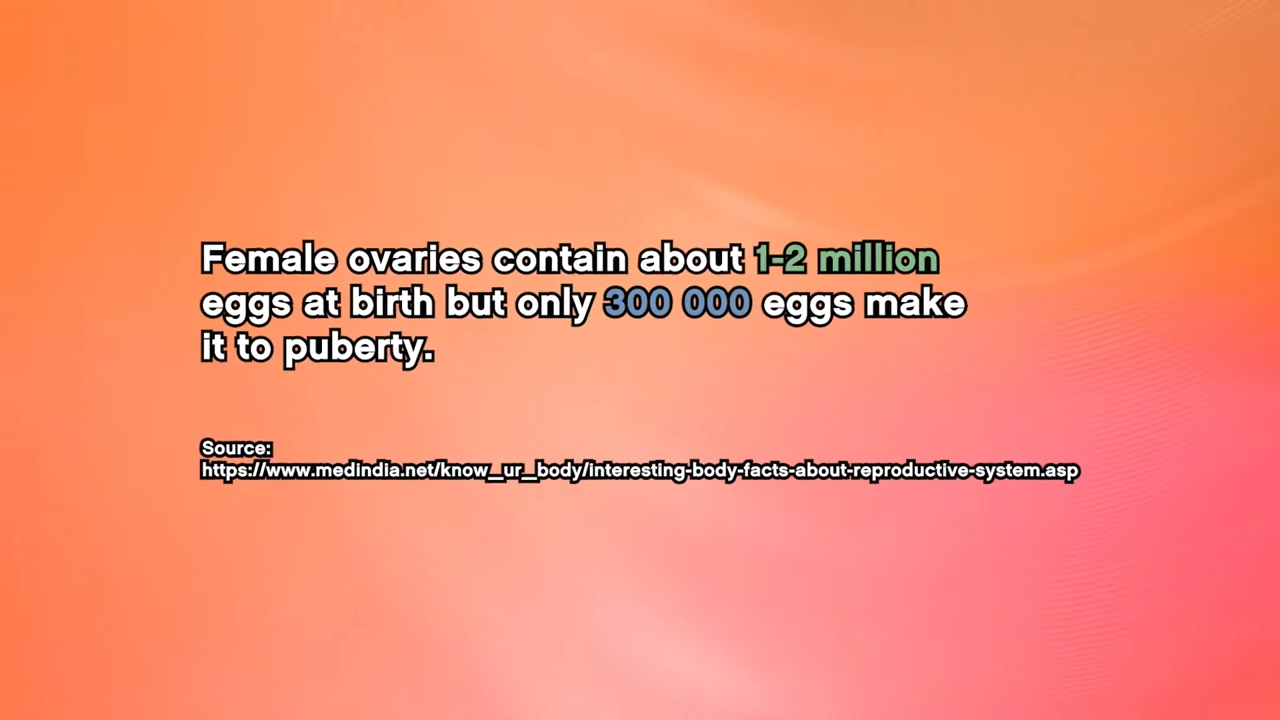 Female ovaries contain about 1-2 million
eggs at birth but only 300 000 eggs make
it to puberty.
Source:
https://www.medindia.net/know_ur_body/interesting-body-facts-about-reproductive-system.asp